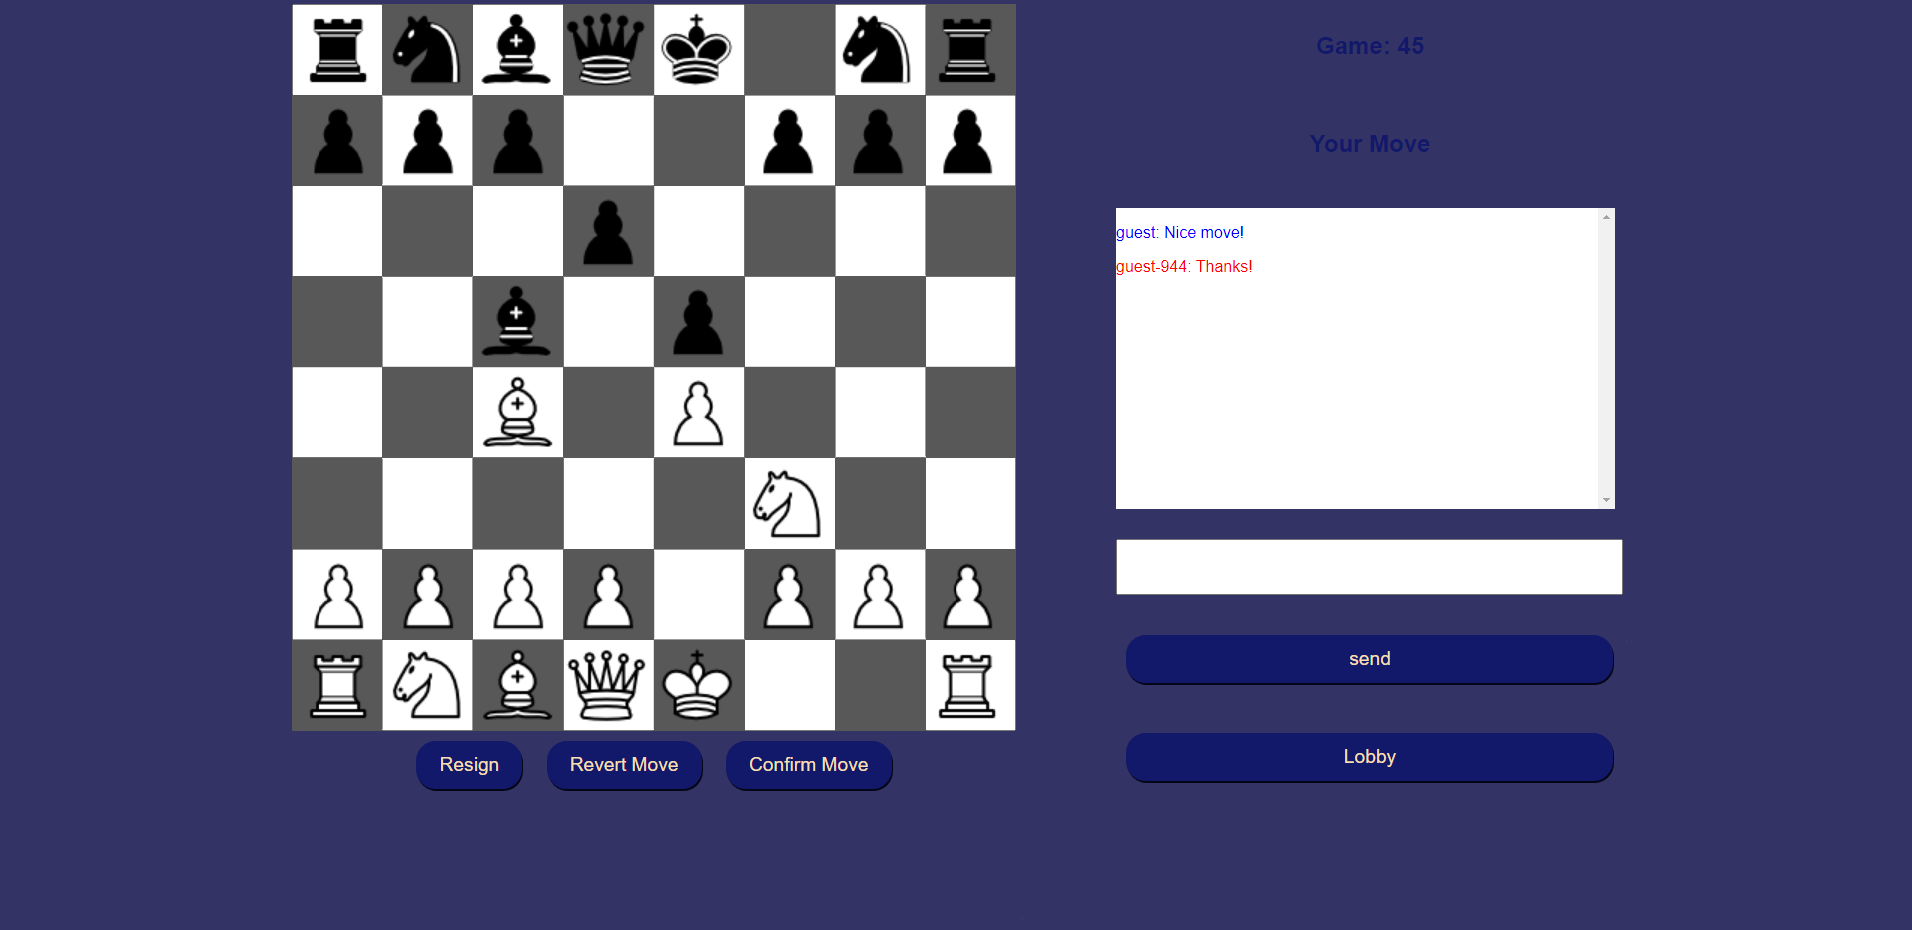 Game: 45
Your Move
guest: Nice move!
guest-944: Thanks!
send
Lobby
Resign
Revert Move
Confirm Move